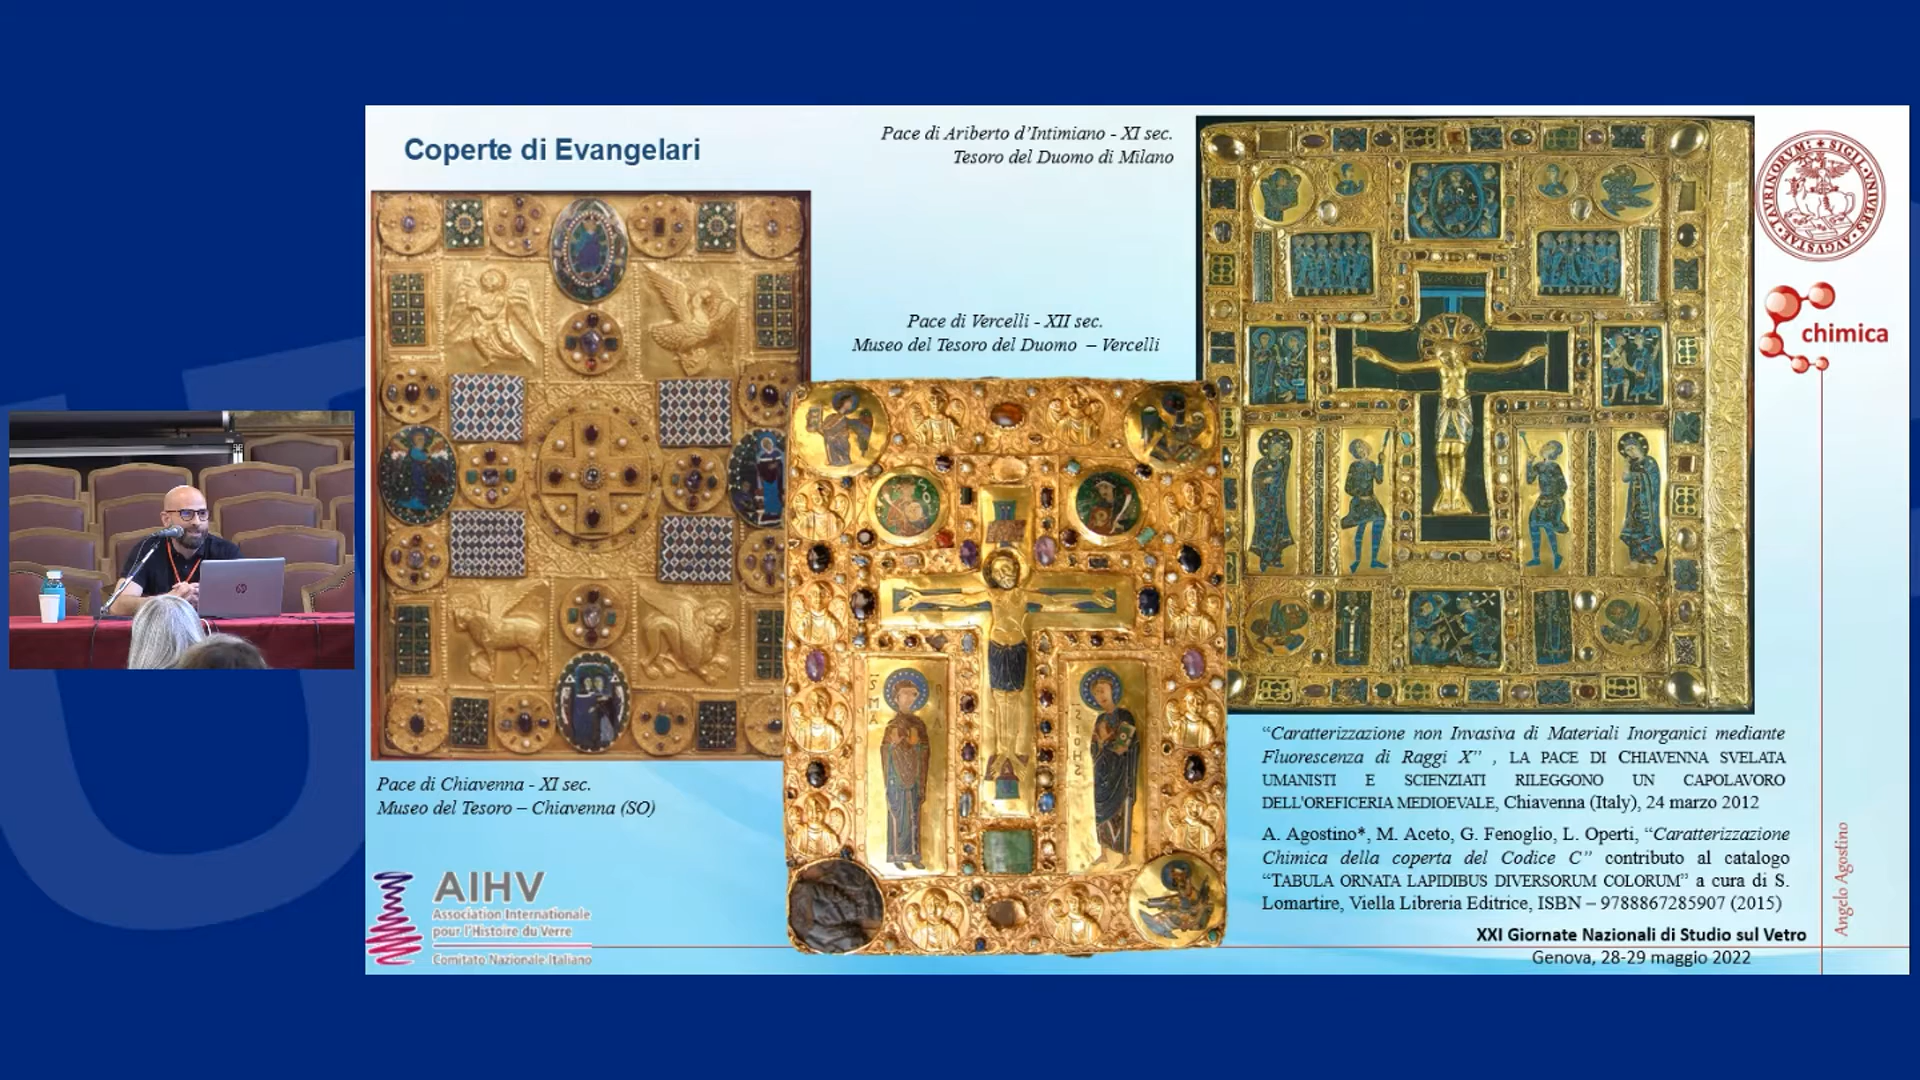 Coperte di Evangelari
Pace di Ariberto d'Intimiano - XI sec.
Tesoro del Duomo di Milano
Pace di Vercelli - XII sec.
Museo del Tesoro del Duomo – Vercelli
Pace di Chiavenna - XI sec.
Museo del Tesoro – Chiavenna (SO)
chimica
“Caratterizzazione non Invasiva di Materiali Inorganici mediante
Fluorescenza di Raggi X” , LA PACE DI CHIAVENNA SVELATA
UMANISTI E SCIENZIATI RILEGGONO UN CAPOLAVORO
DELL'OREFICERIA MEDIOEVALE, Chiavenna (Italy), 24 marzo 2012
A. Agostino*, M. Aceto, G. Fenoglio, L. Operti, “Caratterizzazione
Chimica della coperta del Codice C” contributo al catalogo
“TABULA ORNATA LAPIDIBUS DIVERSORUM COLORUM” a cura di S.
Lomartire, Viella Libreria Editrice, ISBN – 9788867285907 (2015)
Angelo Agostino
AIHV
Association Internationale
pour l'Histoire du Verre
Comitato Nazionale Italiano
XXI Giornate Nazionali di Studio sul Vetro
Genova, 28-29 maggio 2022